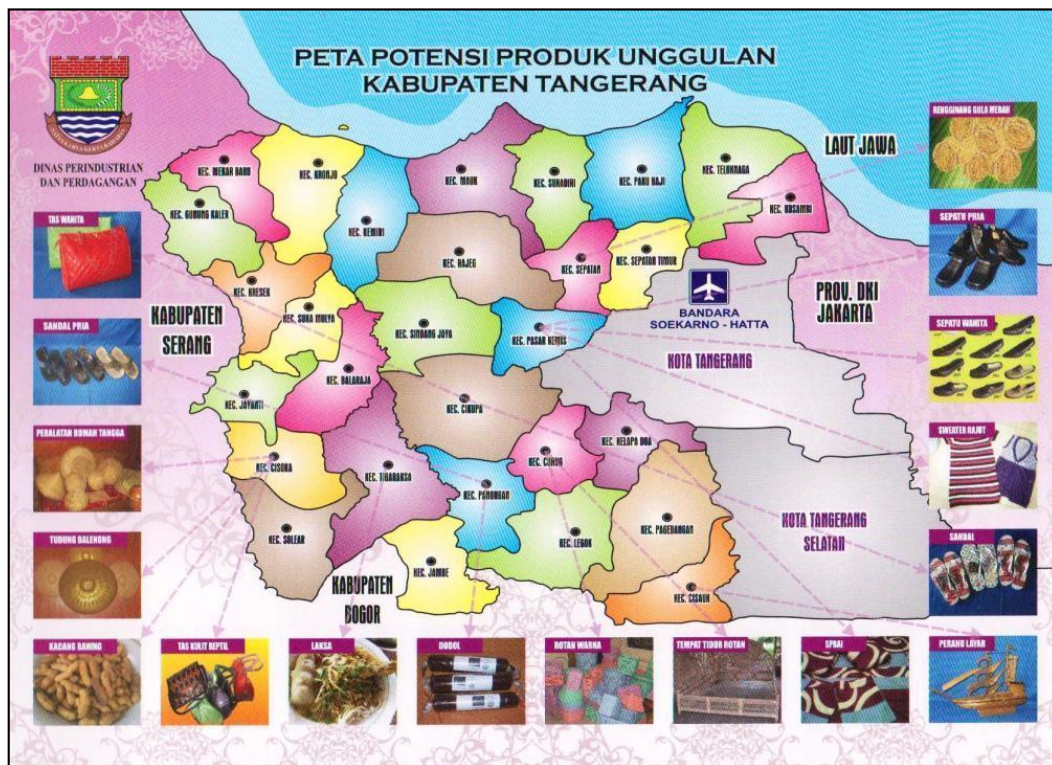 PETA POTENSI PRODUK UNGGULAN
KABUPATEN TANGERANG
DINAS PERINDUSTRIAN
DAN PERDAGANGAN
LAUT JAWA
RENGGINANG GULA MERAH
KEC. MEKAR BARU
KEC. KRONJO
KEC. MAUK
KEC. SUKADIRI
KEC. PAKU HAJI
KEC. TELUKNAGA
KEC. KOSAMBI
KEC. GUNUNG KALER
KEC. KEMIRI
TAS WANITA
SEPATU PRIA
KEC. RAJEG
KEC. SEPATAN
KEC. SEPATAN TIMUR
KEC. KRESEK
KEC. SUKA MULYA
KABUPATEN
SERANG
BANDARA
SOEKARNO - HATTA
PROV. DKI
JAKARTA
SANDAL PRIA
KEC. SINDANG JAYA
KEC. PASAR KEMIS
SEPATU WANITA
KOTA TANGERANG
KEC. BALARAJA
KEC. JAYANTI
KEC. CIKUPA
PERALATAN RUMAH TANGGA
SWEATER RAJUT
KEC. CISOKA
KEC. TIGARAKSA
KEC. CURUG
KEC. KELAPA DUA
KEC. PANONGAN
KOTA TANGERANG
SELATAN
TUDUNG BALENONG
SANDAL
KEC. SOLEAR
KEC. LEGOK
KEC. PAGEDANGAN
KABUPATEN
BOGOR
KEC. JAMBE
KEC. CISAUK
KACANG RANING
TAS KULIT REPTIL
LAKSA
DODOL
ROTAN WARNA
TEMPAT TIDUR ROTAN
SPRAI
PERAHU LAYAR